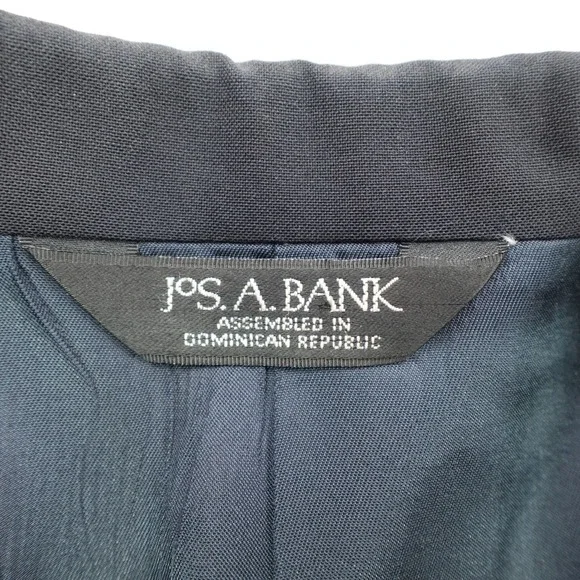 JOS. A. BANK
ASSEMBLED IN
DOMINICAN REPUBLIC